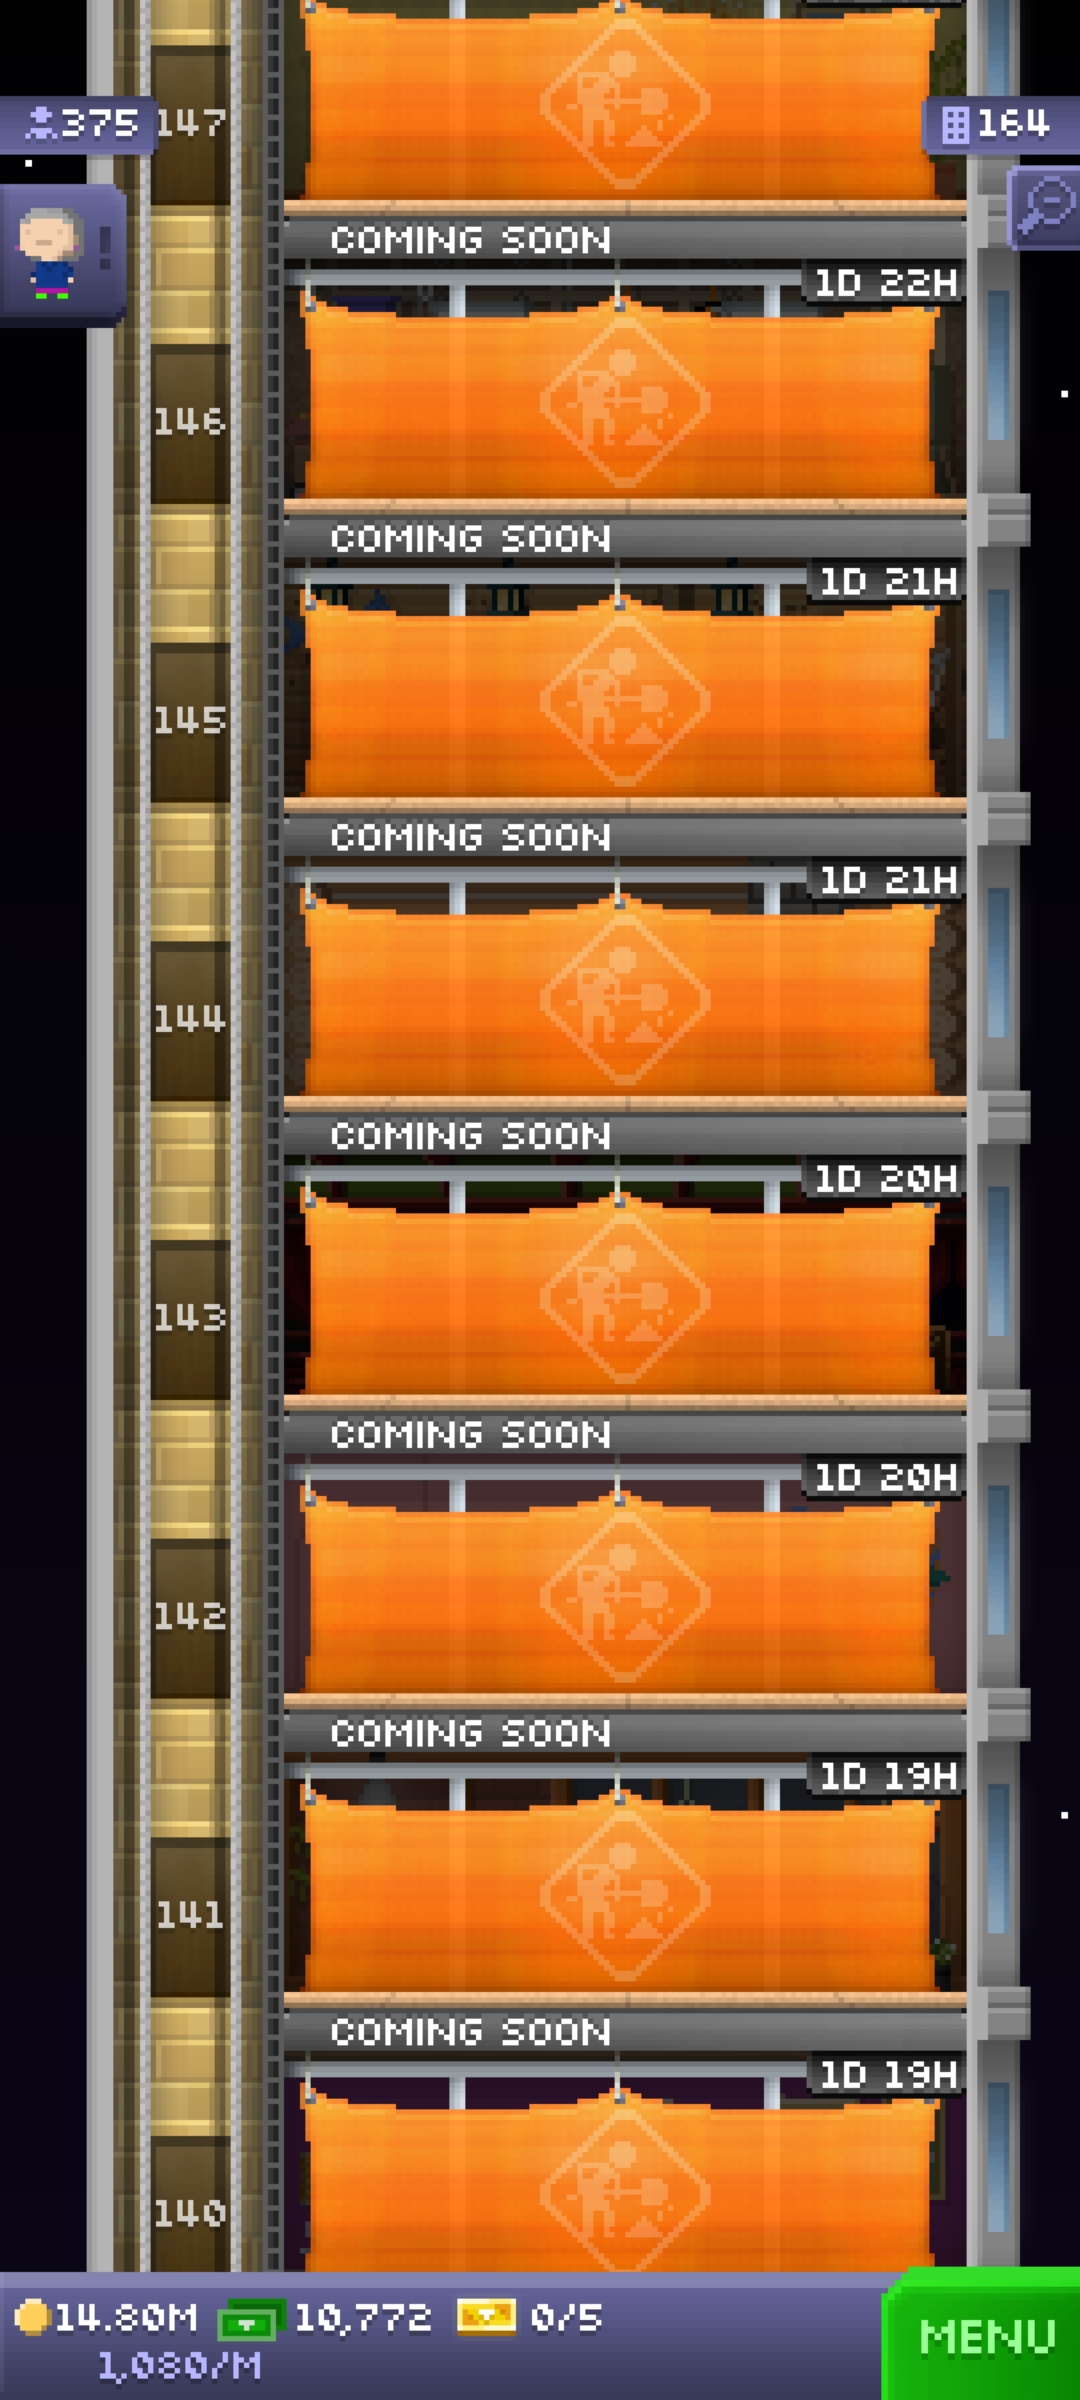 375
147
164
!
COMING SOON
1D 22H
146
COMING SOON
1D 21H
145
COMING SOON
1D 21H
144
COMING SOON
1D 20H
143
COMING SOON
1D 20H
142
COMING SOON
1D 19H
141
COMING SOON
1D 19H
140
14.80M 10,772 0/5
MENU
1,080/M